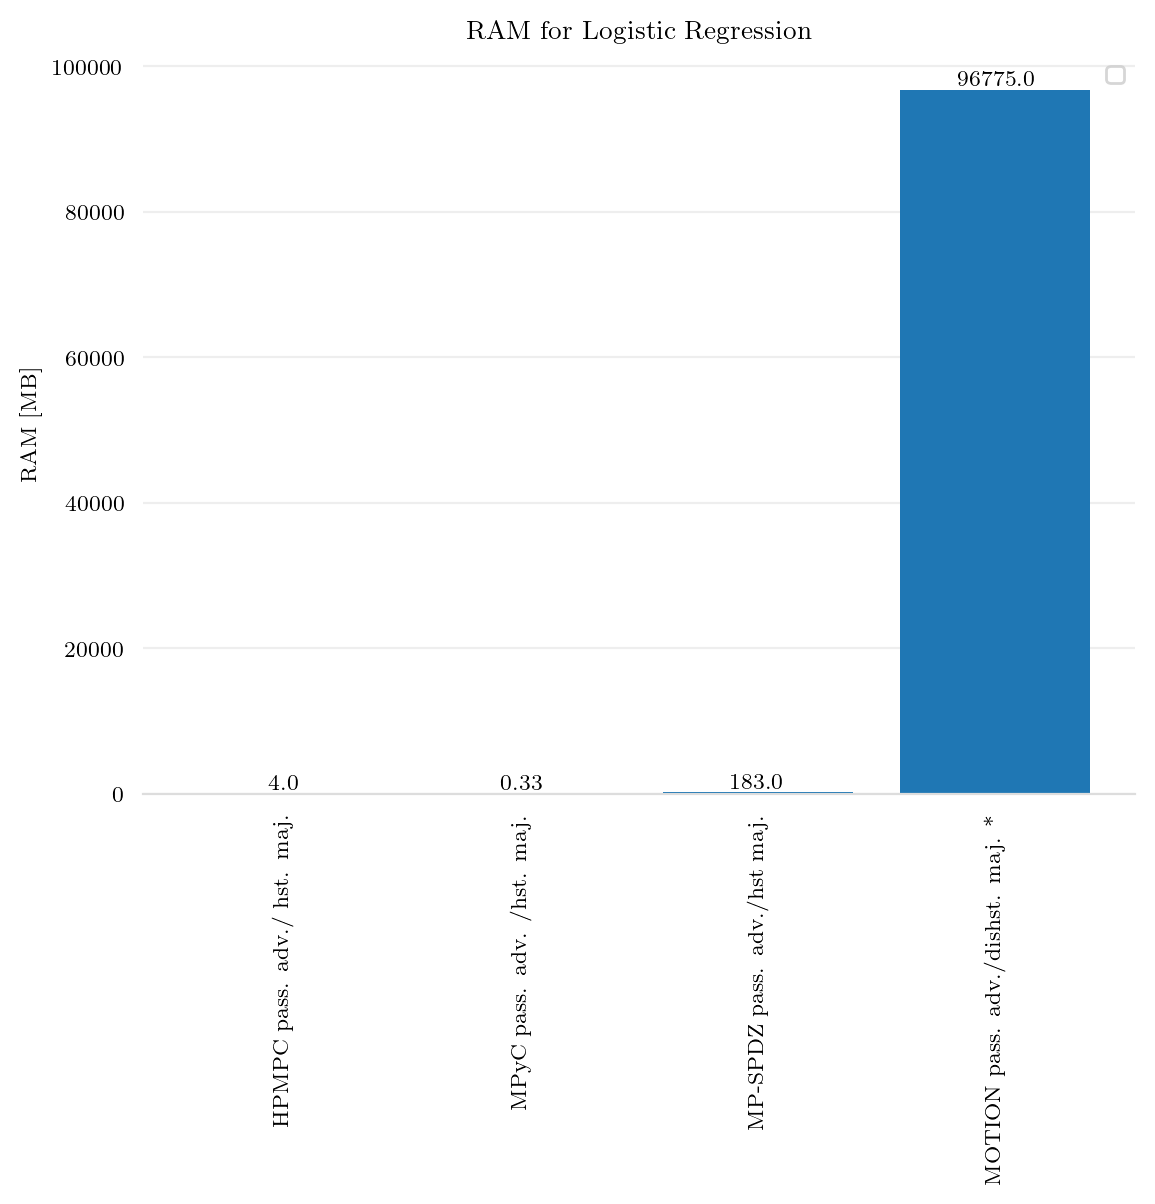 RAM for Logistic Regression
100000
80000
60000
40000
20000
0
RAM [MB]
4.0
0.33
183.0
96775.0
HPMPC pass. adv./ hst. maj.
MPyC pass. adv. /hst. maj.
MP-SPDZ pass. adv./hst maj.
MOTION pass. adv./dishst. maj. *